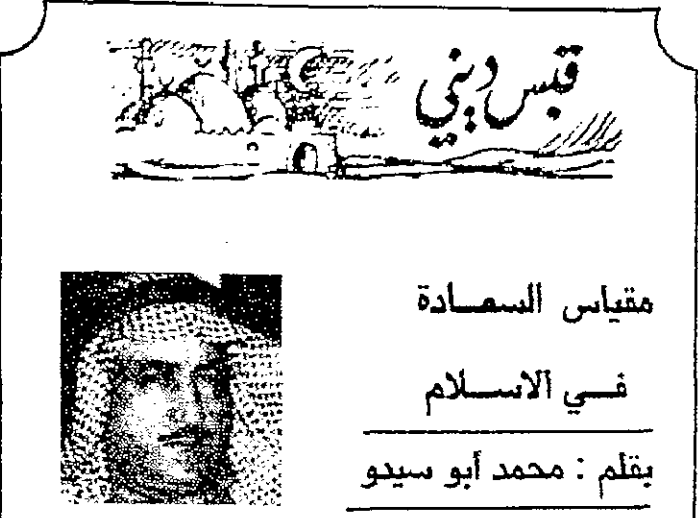 قبس ديني
مقياس السعادة
في الاسلام
بقلم : محمد أبو سيدو